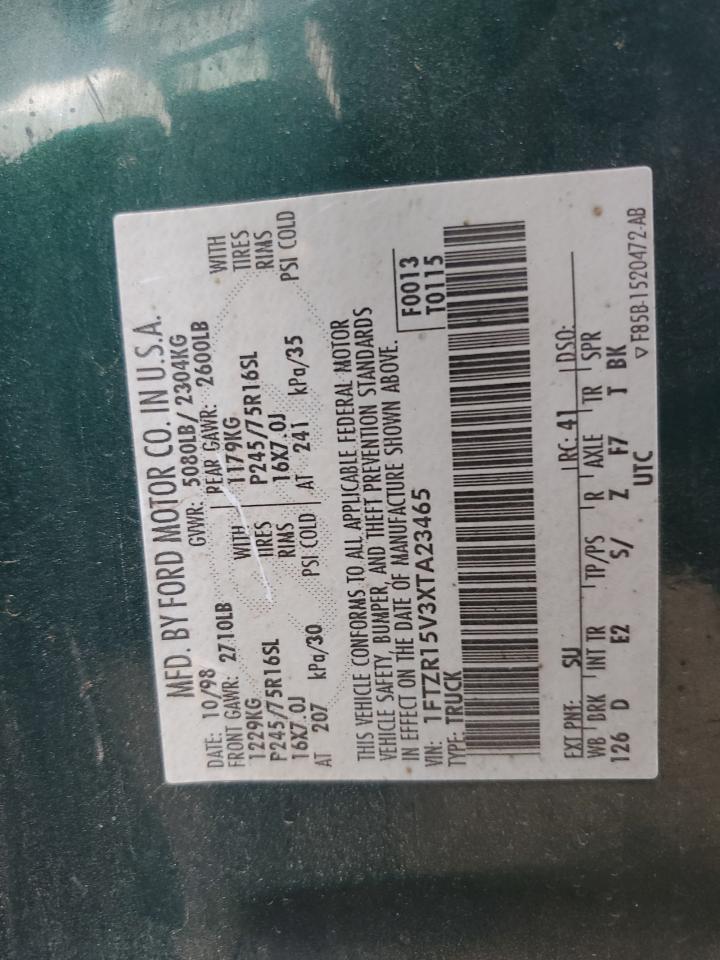 MFD. BY FORD MOTOR CO. IN U.S.A.
DATE: 10/98 GVWR: 5080LB / 2304KG
FRONT GAWR: 2710LB REAR GAWR: 2600LB
1229KG WITH 1179KG WITH
P245/75R16SL TIRES P245/75R16SL TIRES
16X7.0J RIMS 16X7.0J RIMS
AT 207 kPa/30 PSI COLD AT 241 kPa/35 PSI COLD
THIS VEHICLE CONFORMS TO ALL APPLICABLE FEDERAL MOTOR
VEHICLE SAFETY, BUMPER, AND THEFT PREVENTION STANDARDS
IN EFFECT ON THE DATE OF MANUFACTURE SHOWN ABOVE.
VIN: 1FTZR15V3XTA23465 F0013
TYPE: TRUCK T0115
EXT PNT: SU RC: 41 DSO:
WB BRK INT TR TP/PS R AXLE TR SPR
126 D E2 S/ Z F7 T BK
UTC
▽ F85B-1520472-AB